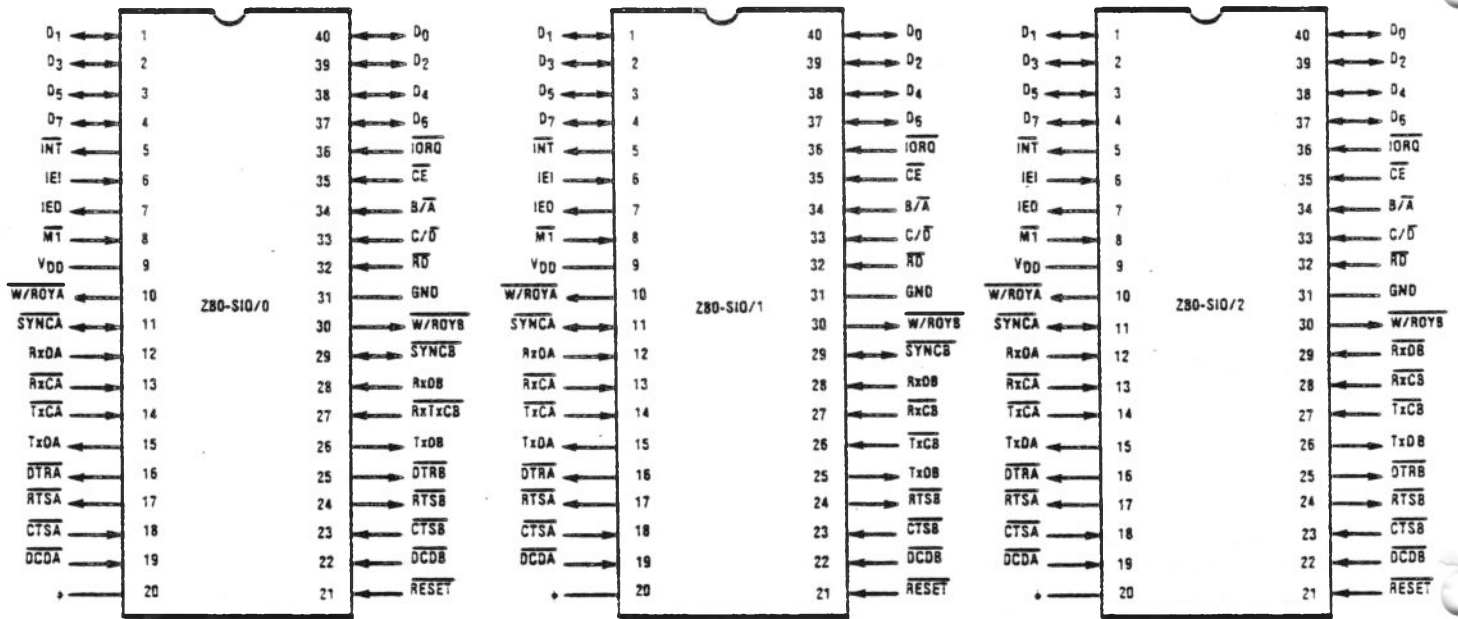 D1 1 40 D0
D3 2 39 D2
D5 3 38 D4
D7 4 37 D6
INT 5 36 IORQ
IEI 6 35 CE
IEO 7 34 B/A
M1 8 33 C/D
VDD 9 32 RD
W/RDYA 10 31 GND
Z80-SIO/0
SYNCA 11 30 W/RDYB
RxDA 12 29 SYNCB
RxCA 13 28 RxDB
TxCA 14 27 RxTxCB
TxDA 15 26 TxDB
DTRA 16 25 DTRB
RTSA 17 24 RTSB
CTSA 18 23 CTSB
DCDA 19 22 DCDB
20 21 RESET
D1 1 40 D0
D3 2 39 D2
D5 3 38 D4
D7 4 37 D6
INT 5 36 IORQ
IEI 6 35 CE
IEO 7 34 B/A
M1 8 33 C/D
VDD 9 32 RD
W/RDYA 10 31 GND
Z80-SIO/1
SYNCA 11 30 W/RDYB
RxDA 12 29 SYNCB
RxCA 13 28 RxDB
TxCA 14 27 RxCB
TxDA 15 26 TxCB
DTRA 16 25 TxDB
RTSA 17 24 RTSB
CTSA 18 23 CTSB
DCDA 19 22 DCDB
20 21 RESET
D1 1 40 D0
D3 2 39 D2
D5 3 38 D4
D7 4 37 D6
INT 5 36 IORQ
IEI 6 35 CE
IEO 7 34 B/A
M1 8 33 C/D
VDD 9 32 RD
W/RDYA 10 31 GND
Z80-SIO/2
SYNCA 11 30 W/RDYB
RxDA 12 29 RxDB
RxCA 13 28 RxCB
TxCA 14 27 TxCB
TxDA 15 26 TxDB
DTRA 16 25 DTRB
RTSA 17 24 RTSB
CTSA 18 23 CTSB
DCDA 19 22 DCDB
20 21 RESET